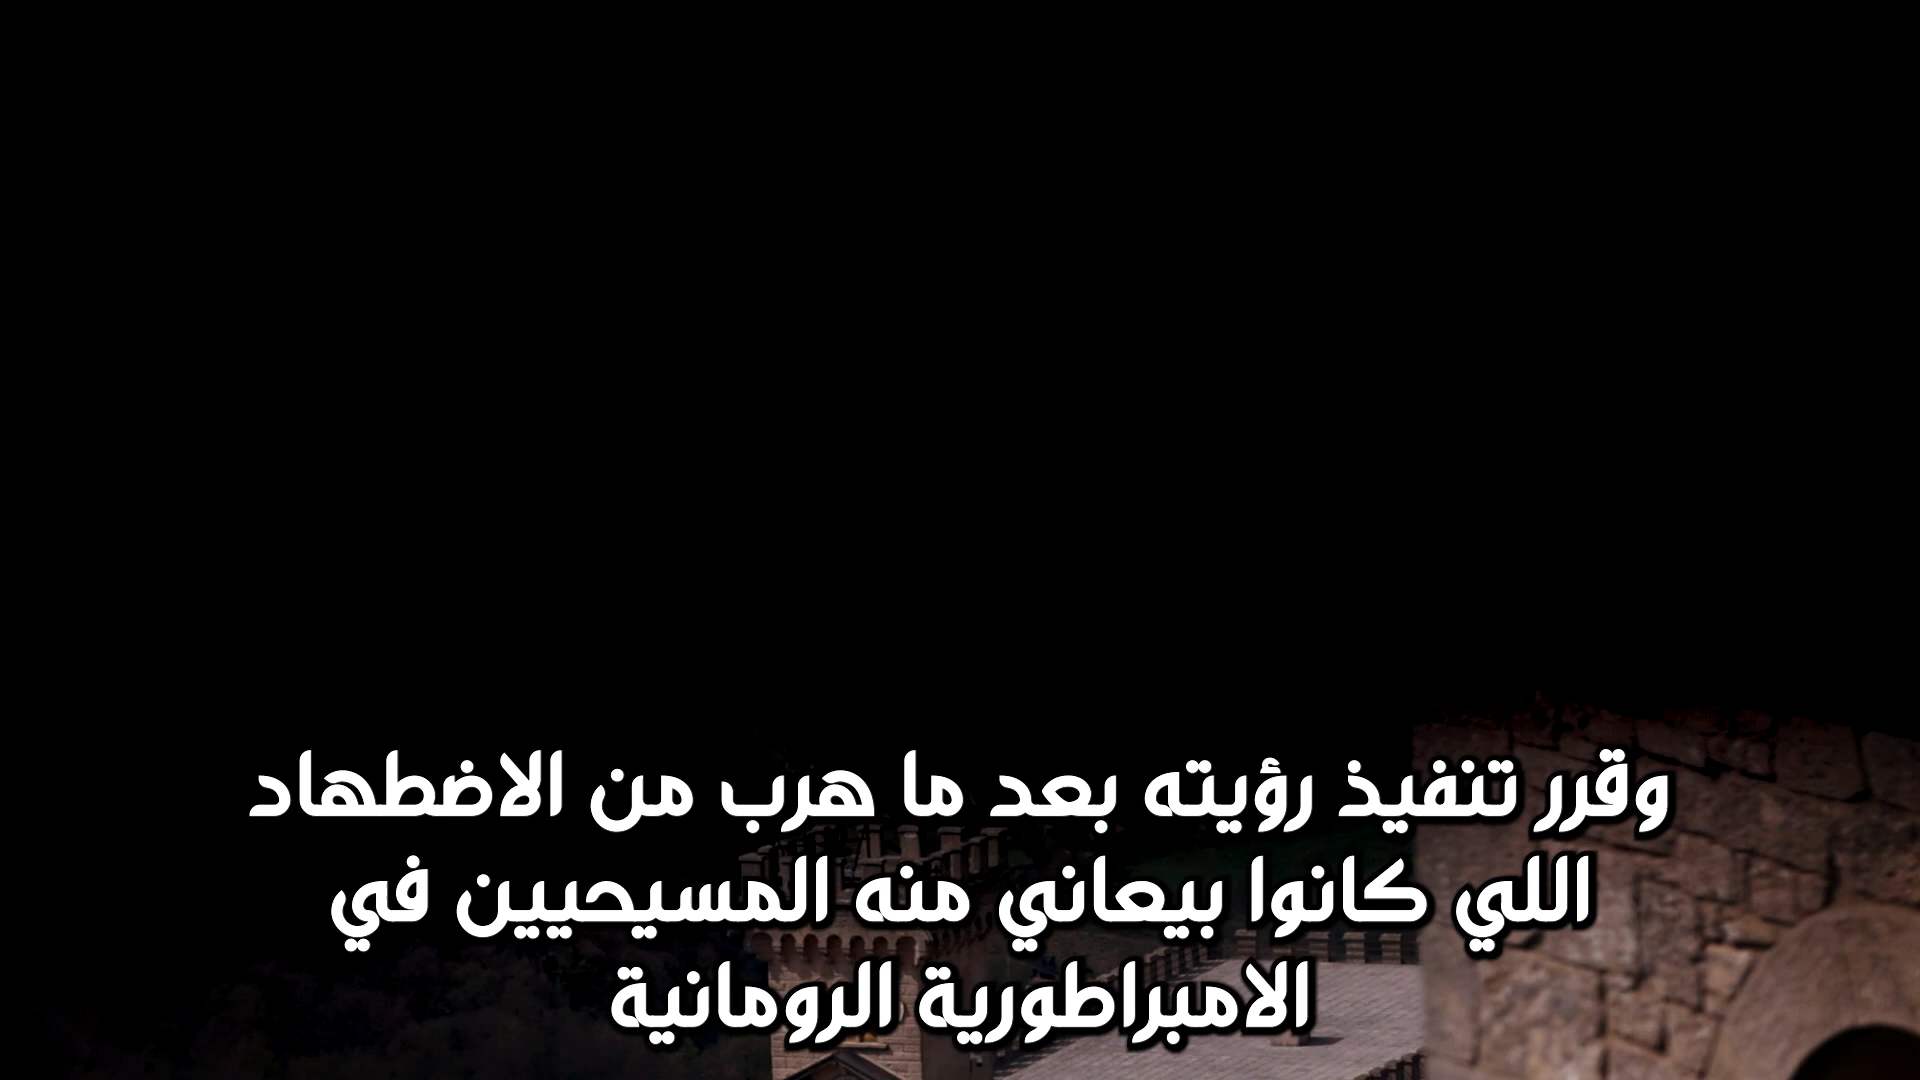 وقرر تنفيذ رؤيته بعد ما هرب من الاضطهاد
اللي كانوا بيعاني منه المسيحيين في
الامبراطورية الرومانية